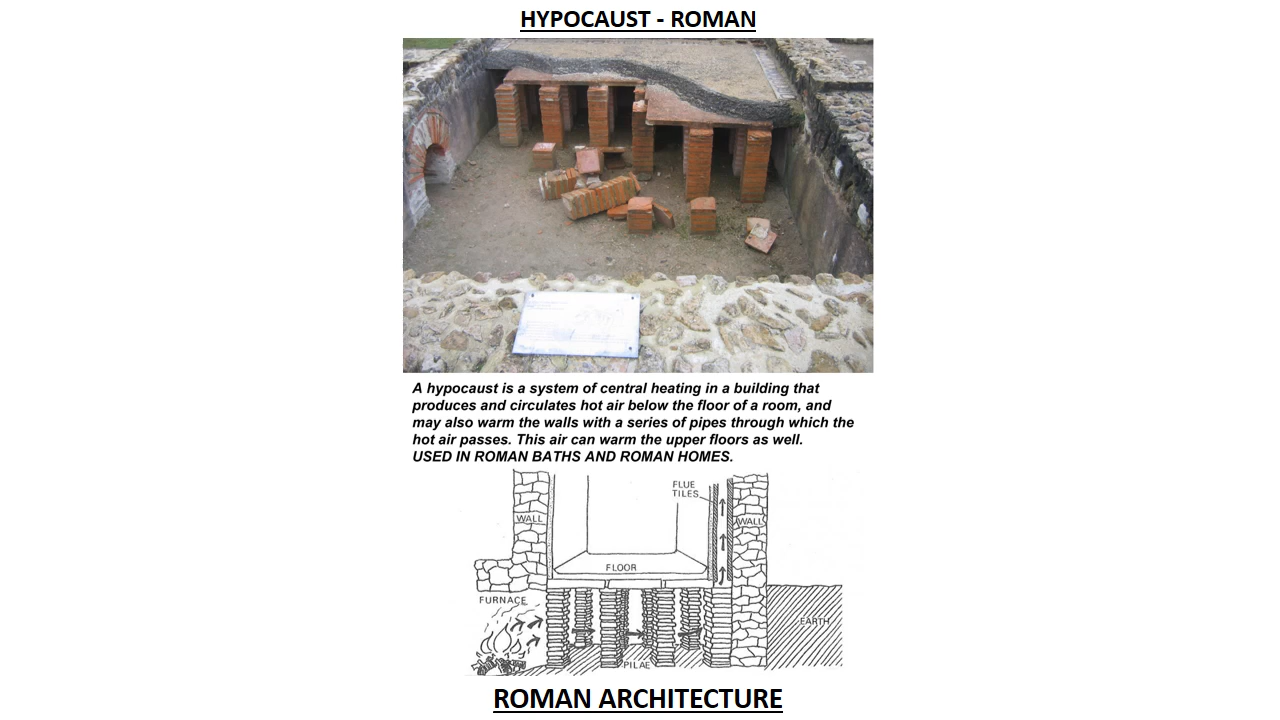 HYPOCAUST - ROMAN
A hypocaust is a system of central heating in a building that
produces and circulates hot air below the floor of a room, and
may also warm the walls with a series of pipes through which the
hot air passes. This air can warm the upper floors as well.
USED IN ROMAN BATHS AND ROMAN HOMES.
FLUE
TILES
WALL
WALL
FLOOR
FURNACE
EARTH
PILAE
ROMAN ARCHITECTURE